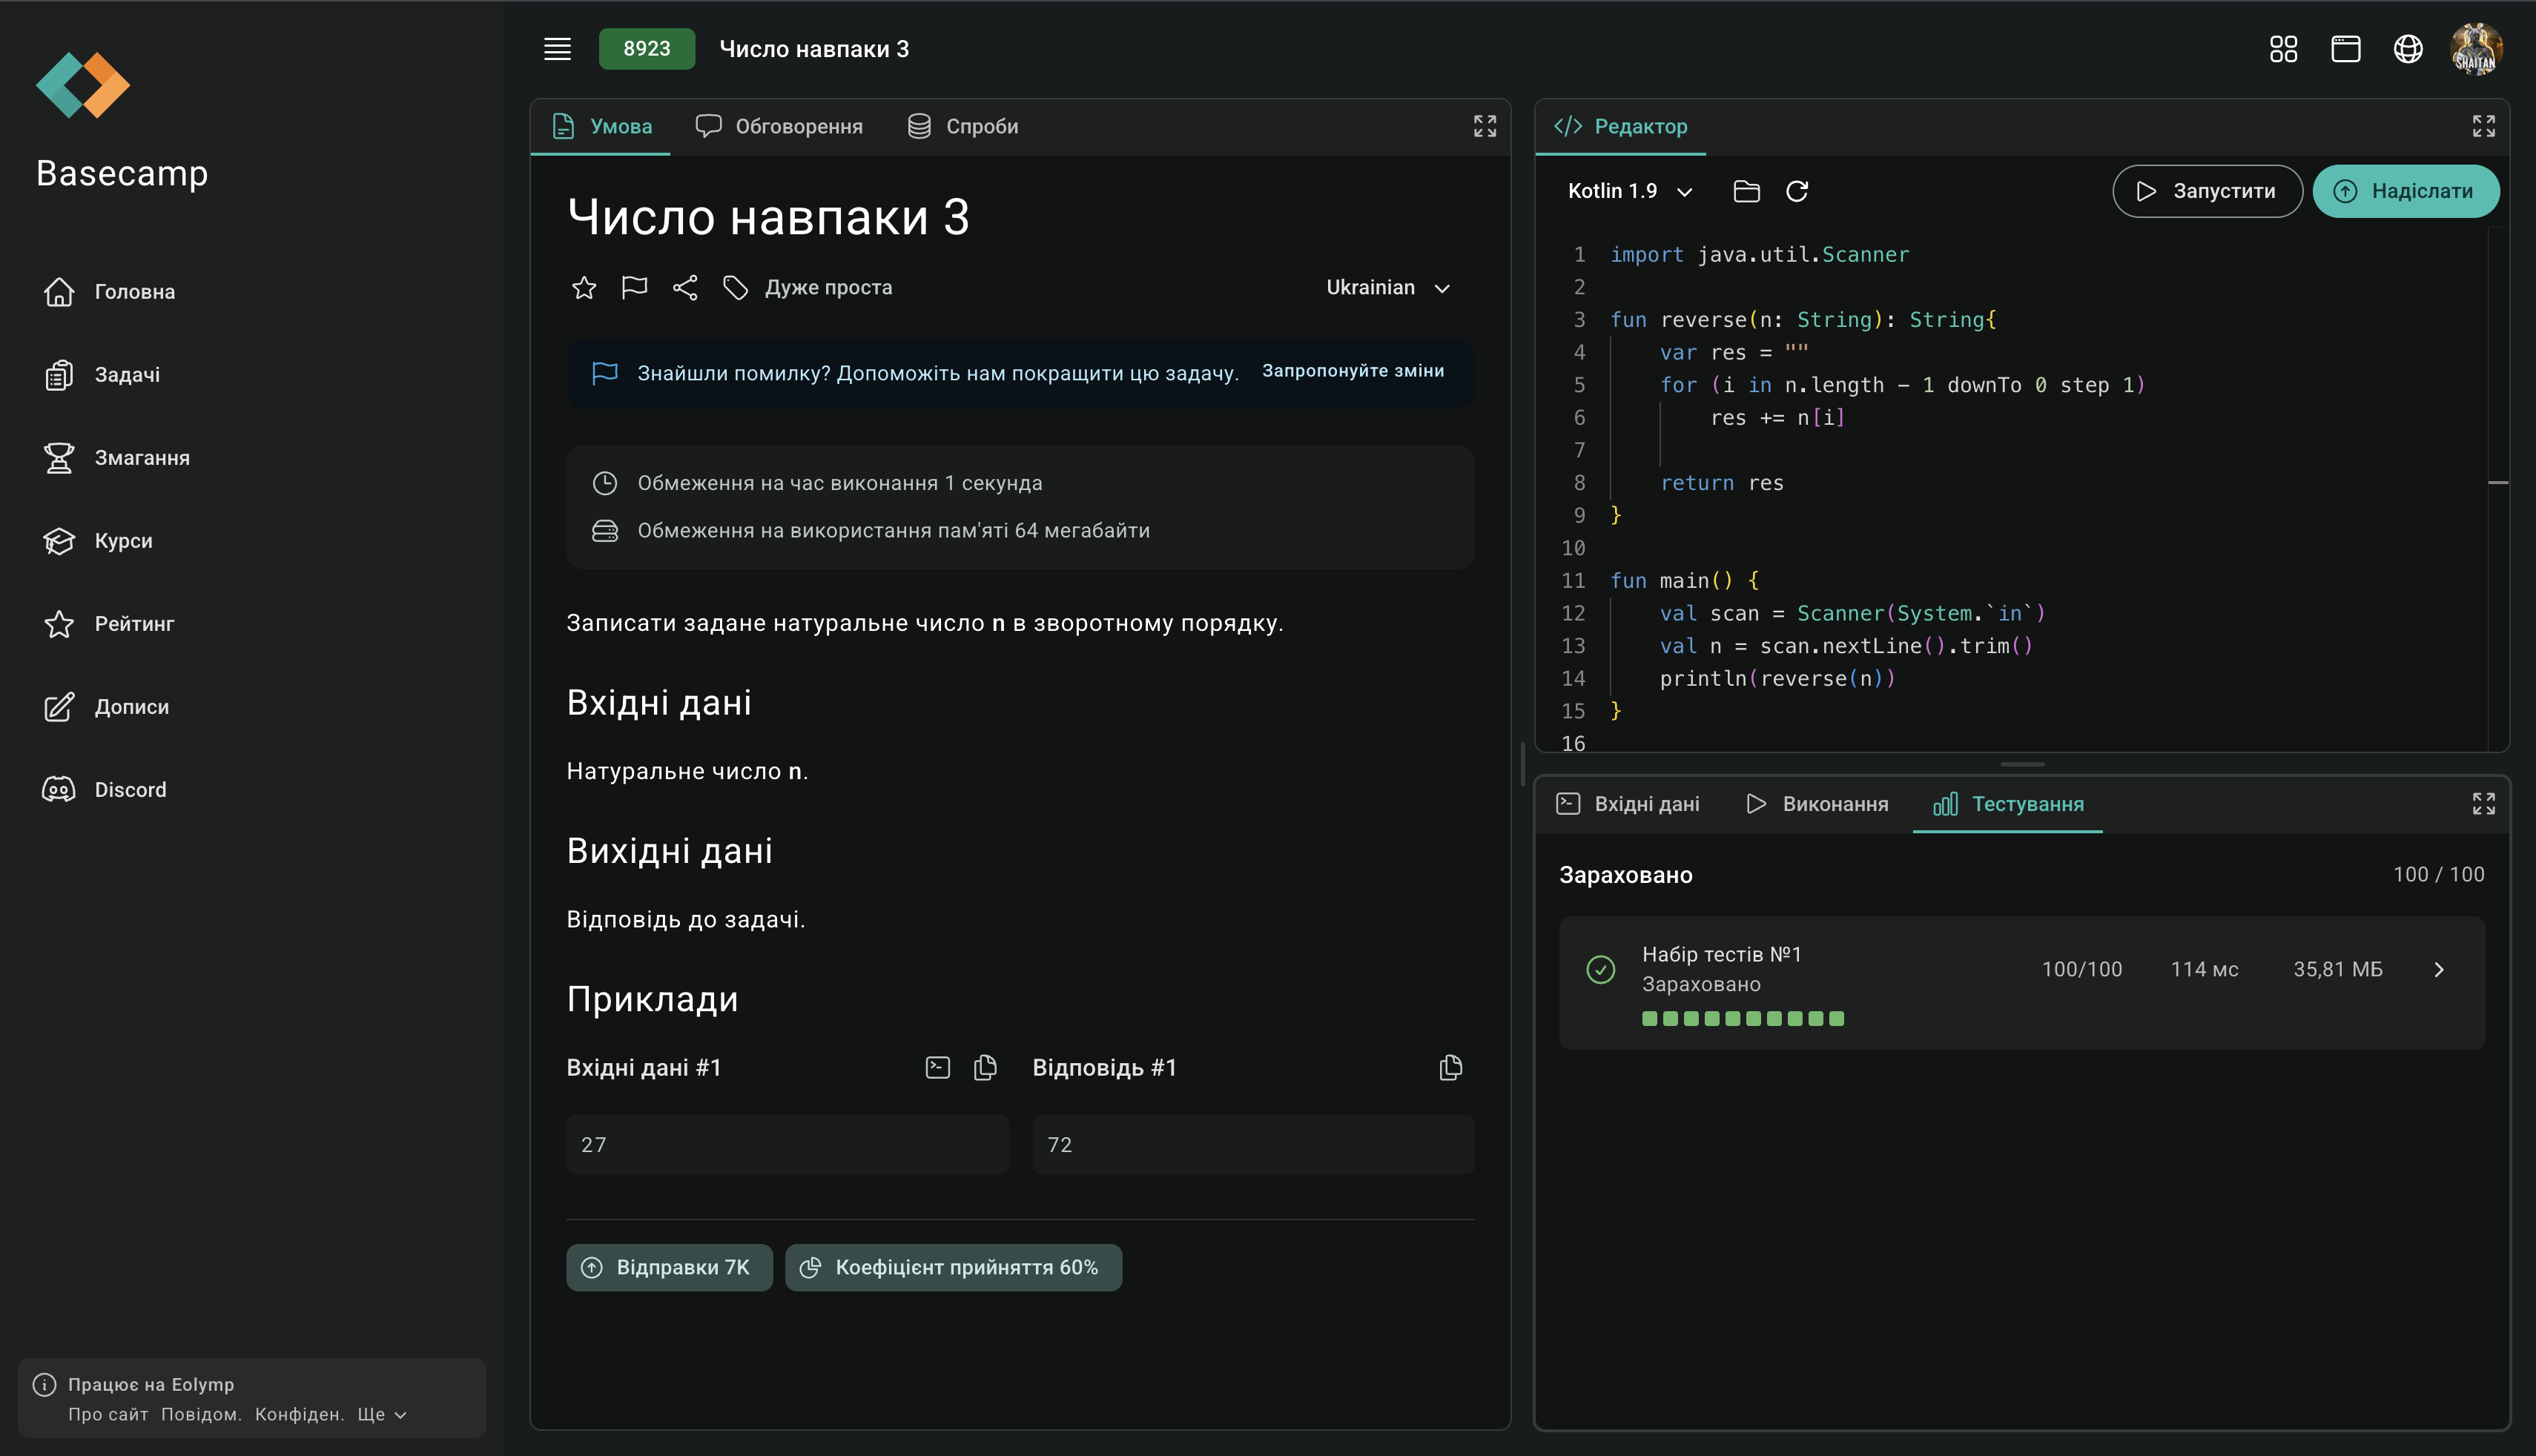 Basecamp
Головна
Задачі
Змагання
Курси
Рейтинг
Дописи
Discord
Працює на Eolymp
Про сайт Повідом. Конфіден. Ще
8923 Число навпаки 3
SHAITAN
Умова Обговорення Спроби
Число навпаки 3
Дуже проста Ukrainian
Знайшли помилку? Допоможіть нам покращити цю задачу. Запропонуйте зміни
Обмеження на час виконання 1 секунда
Обмеження на використання пам'яті 64 мегабайти
Записати задане натуральне число n в зворотному порядку.
Вхідні дані
Натуральне число n.
Вихідні дані
Відповідь до задачі.
Приклади
Вхідні дані #1 Відповідь #1
27 72
Відправки 7K Коефіцієнт прийняття 60%
</> Редактор
Kotlin 1.9 Запустити Надіслати
1 import java.util.Scanner
2
3 fun reverse(n: String): String{
4     var res = ""
5     for (i in n.length - 1 downTo 0 step 1)
6         res += n[i]
7
8     return res
9 }
10
11 fun main() {
12     val scan = Scanner(System.`in`)
13     val n = scan.nextLine().trim()
14     println(reverse(n))
15 }
16
Вхідні дані Виконання Тестування
Зараховано 100 / 100
Набір тестів №1 100/100 114 мс 35,81 МБ
Зараховано